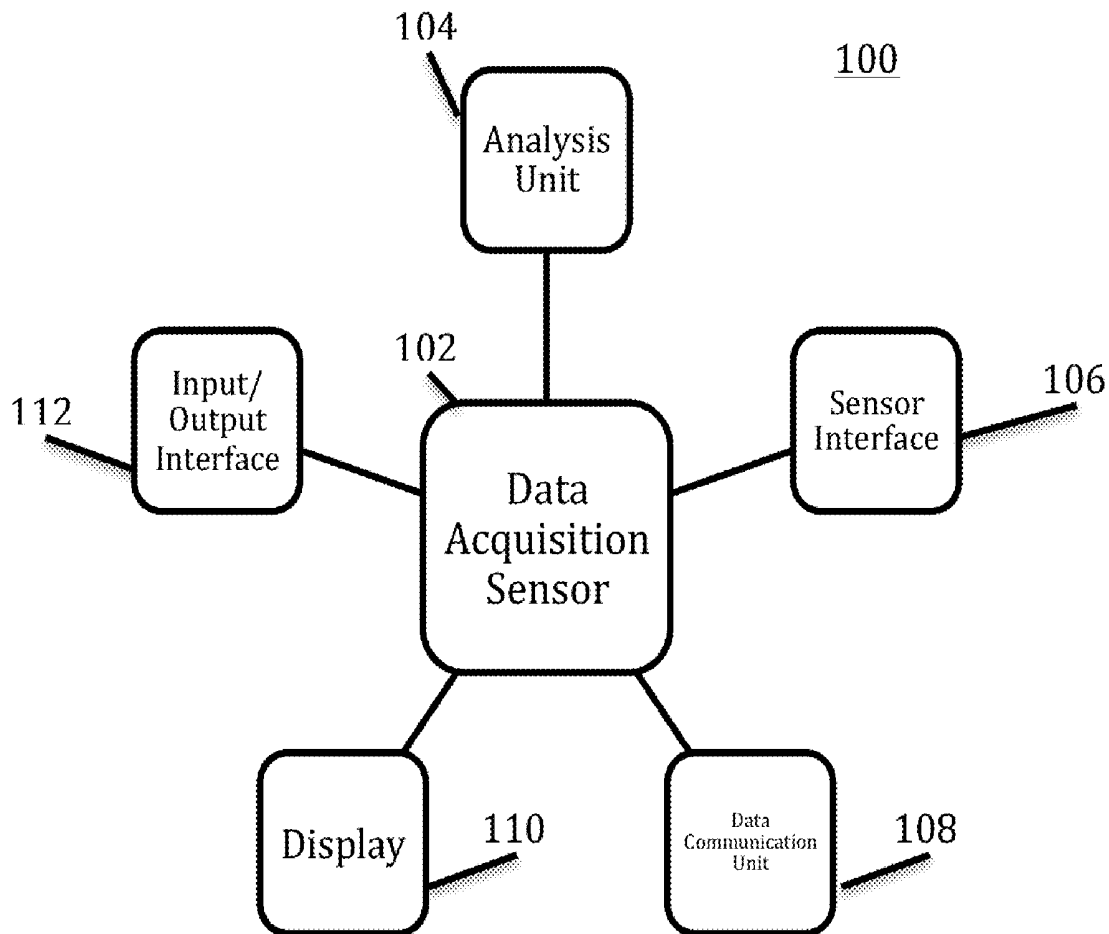 104
100
Analysis
Unit
102
Input/
Output
Interface
112
Sensor
Interface
106
Data
Acquisition
Sensor
Display
110
Data
Communication
Unit
108